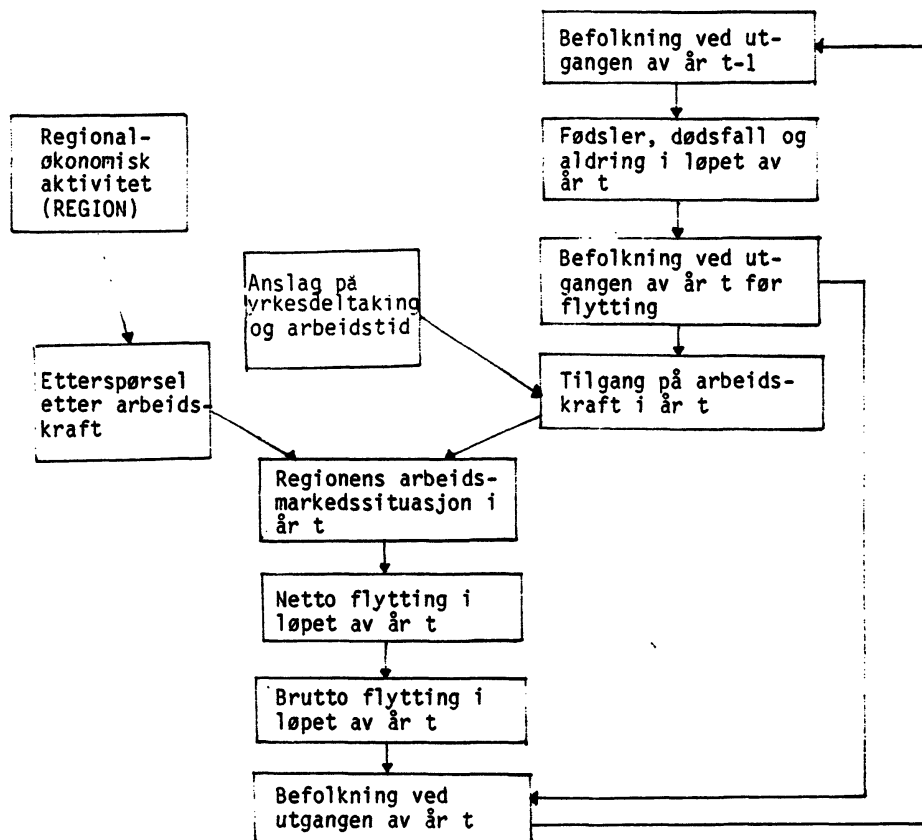 Befolkning ved ut-
gangen av år t-1
Regional-
økonomisk
aktivitet
(REGION)
Fødsler, dødsfall og
aldring i løpet av
år t
Befolkning ved ut-
gangen av år t før
flytting
Anslag på
yrkesdeltaking
og arbeidstid
Etterspørsel
etter arbeids-
kraft
Tilgang på arbeids-
kraft i år t
Regionens arbeids-
markedssituasjon i
år t
Netto flytting i
løpet av år t
Brutto flytting i
løpet av år t
Befolkning ved
utgangen av år t